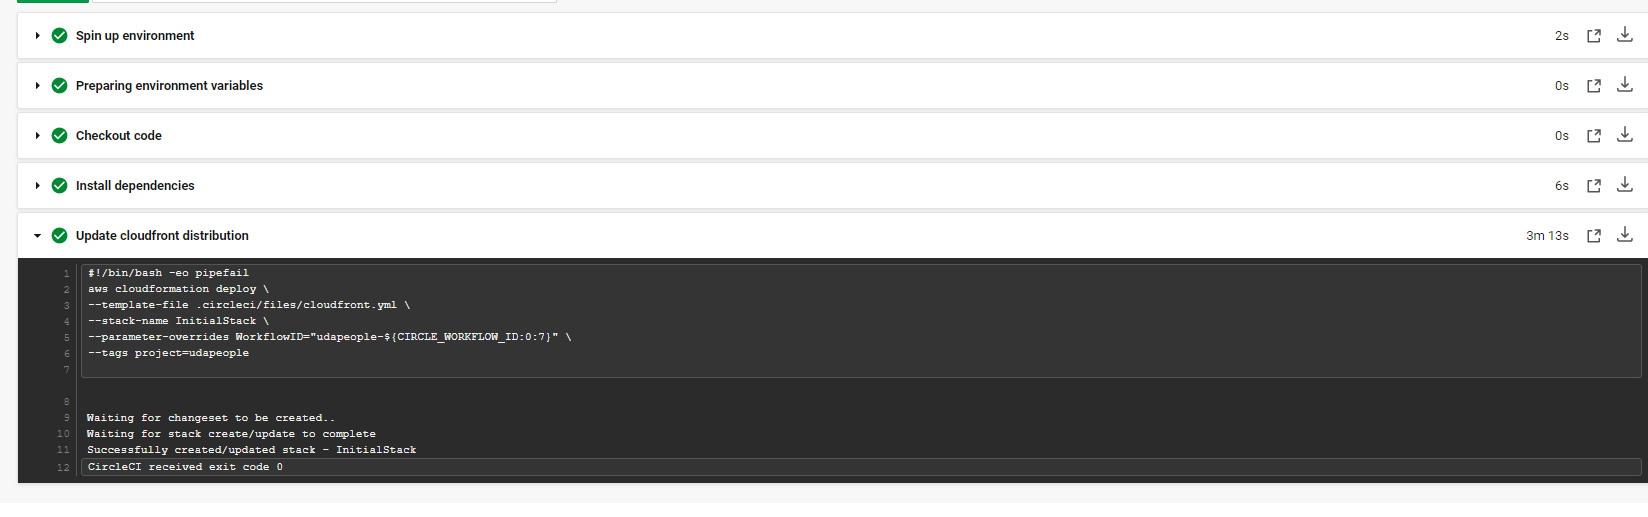 Spin up environment 2s
Preparing environment variables 0s
Checkout code 0s
Install dependencies 6s
Update cloudfront distribution 3m 13s
1 #!/bin/bash -eo pipefail
2 aws cloudformation deploy \
3 --template-file .circleci/files/cloudfront.yml \
4 --stack-name InitialStack \
5 --parameter-overrides WorkflowID="udapeople-${CIRCLE_WORKFLOW_ID:0:7}" \
6 --tags project=udapeople
7
8
9 Waiting for changeset to be created..
10 Waiting for stack create/update to complete
11 Successfully created/updated stack - InitialStack
12 CircleCI received exit code 0